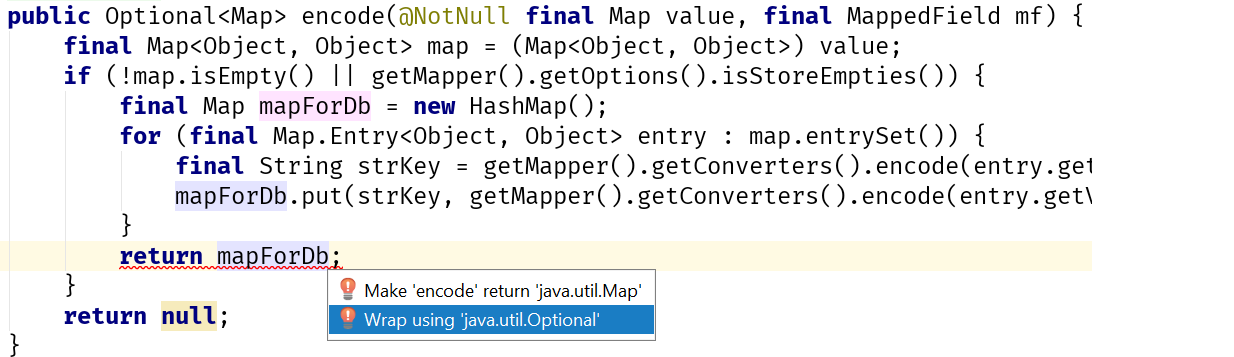 public Optional<Map> encode(@NotNull final Map value, final MappedField mf) {
final Map<Object, Object> map = (Map<Object, Object>) value;
if (!map.isEmpty() || getMapper().getOptions().isStoreEmpties()) {
final Map mapForDb = new HashMap();
for (final Map.Entry<Object, Object> entry : map.entrySet()) {
final String strKey = getMapper().getConverters().encode(entry.get
mapForDb.put(strKey, getMapper().getConverters().encode(entry.get
}
return mapForDb;
}
Make 'encode' return 'java.util.Map'
return null;
Wrap using 'java.util.Optional'
}